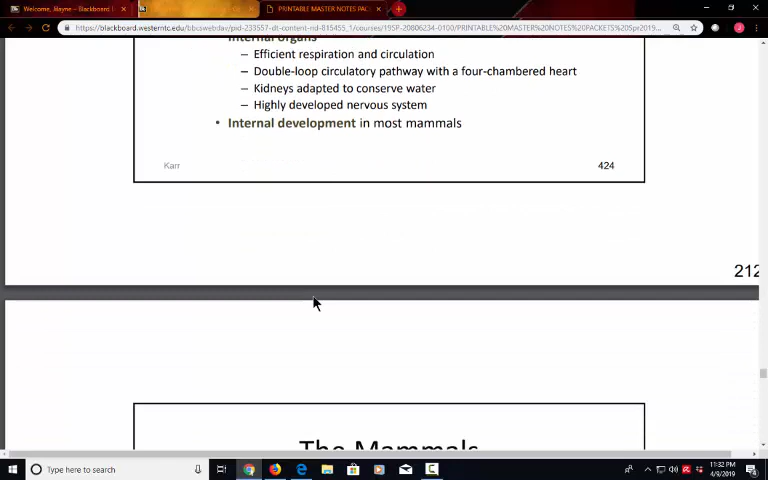 Welcome, Jayne – Blackboard
PRINTABLE MASTER NOTES PAC
https://blackboard.westerntc.edu/bbcswebdav/pid-233557-dt-content-rid-815455_1/courses/19SP-20806234-0100/PRINTABLE%20MASTER%20NOTES%20PACKETS%20Spr2019...
Internal organs
– Efficient respiration and circulation
– Double-loop circulatory pathway with a four-chambered heart
– Kidneys adapted to conserve water
– Highly developed nervous system
• Internal development in most mammals
Karr 424
212
The Mammals
Type here to search
11:32 PM
4/9/2019